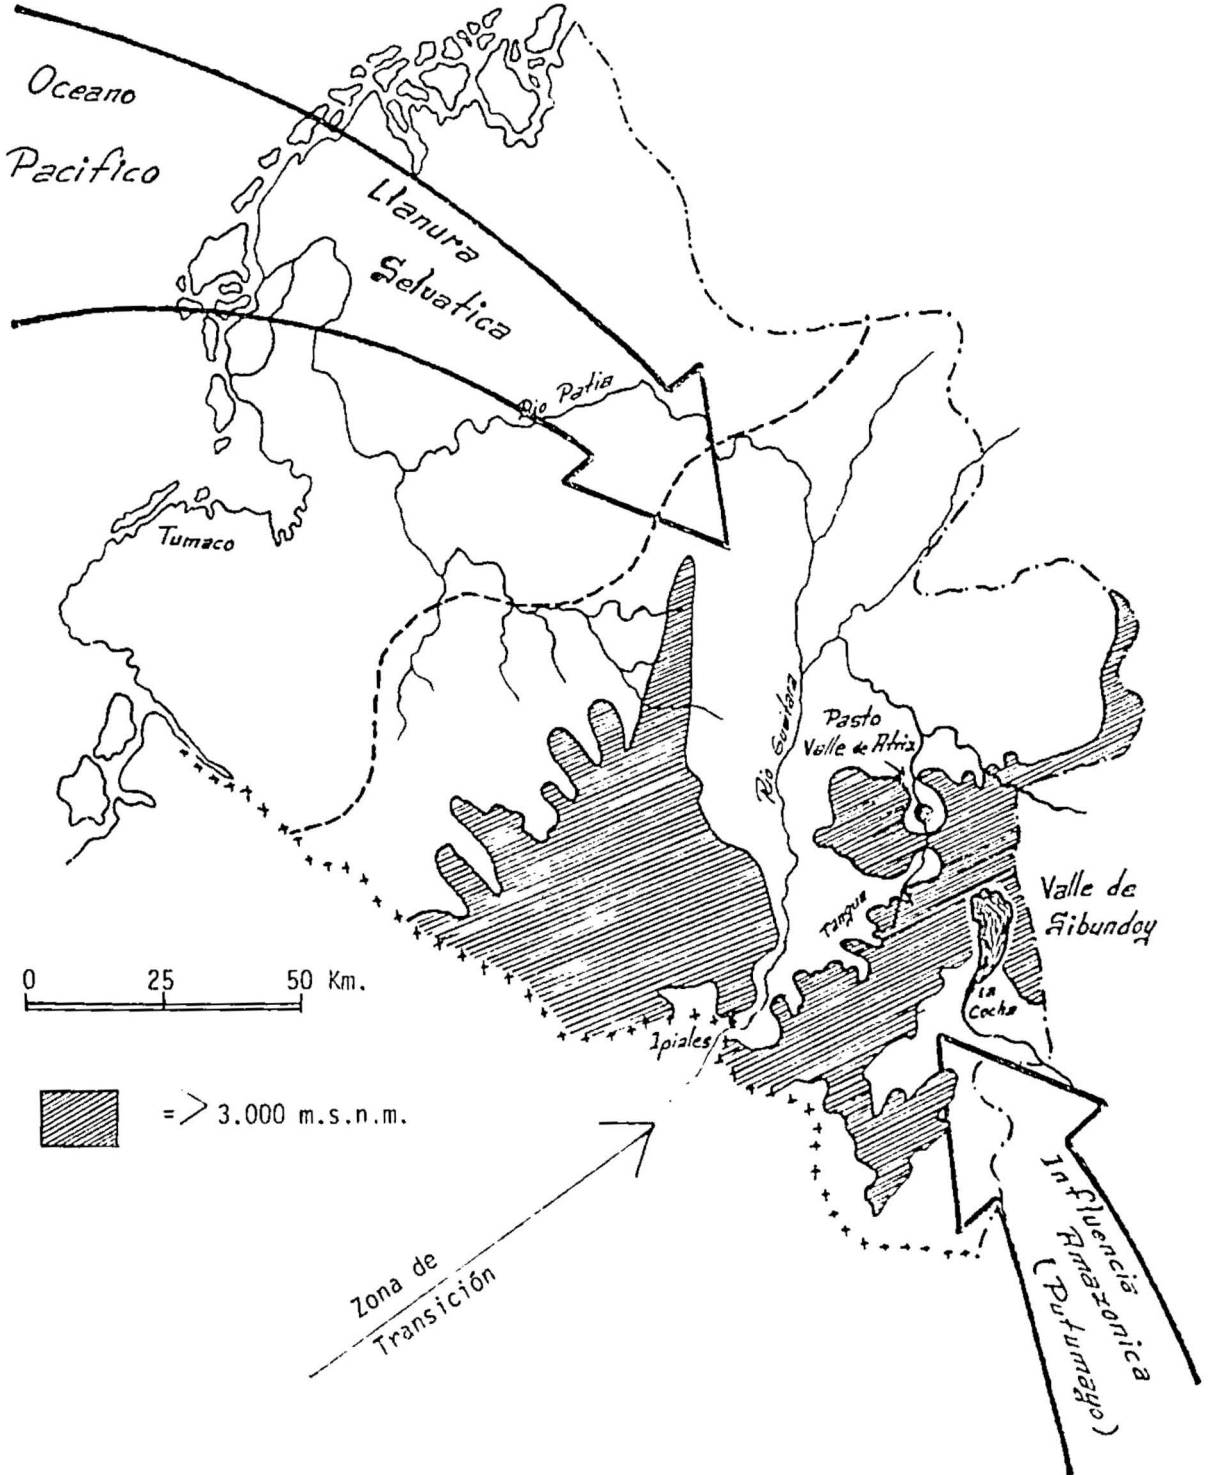 Oceano
Pacifico
Llanura
Selvatica
Rio Patia
Tumaco
Rio Guaitara
Pasto
Valle de Atriz
Tangua
Valle de
Sibundoy
La
Cocha
Ipiales
0 25 50 Km.
=> 3.000 m.s.n.m.
Zona de
Transición
Influencia
Amazonica
(Putumayo)